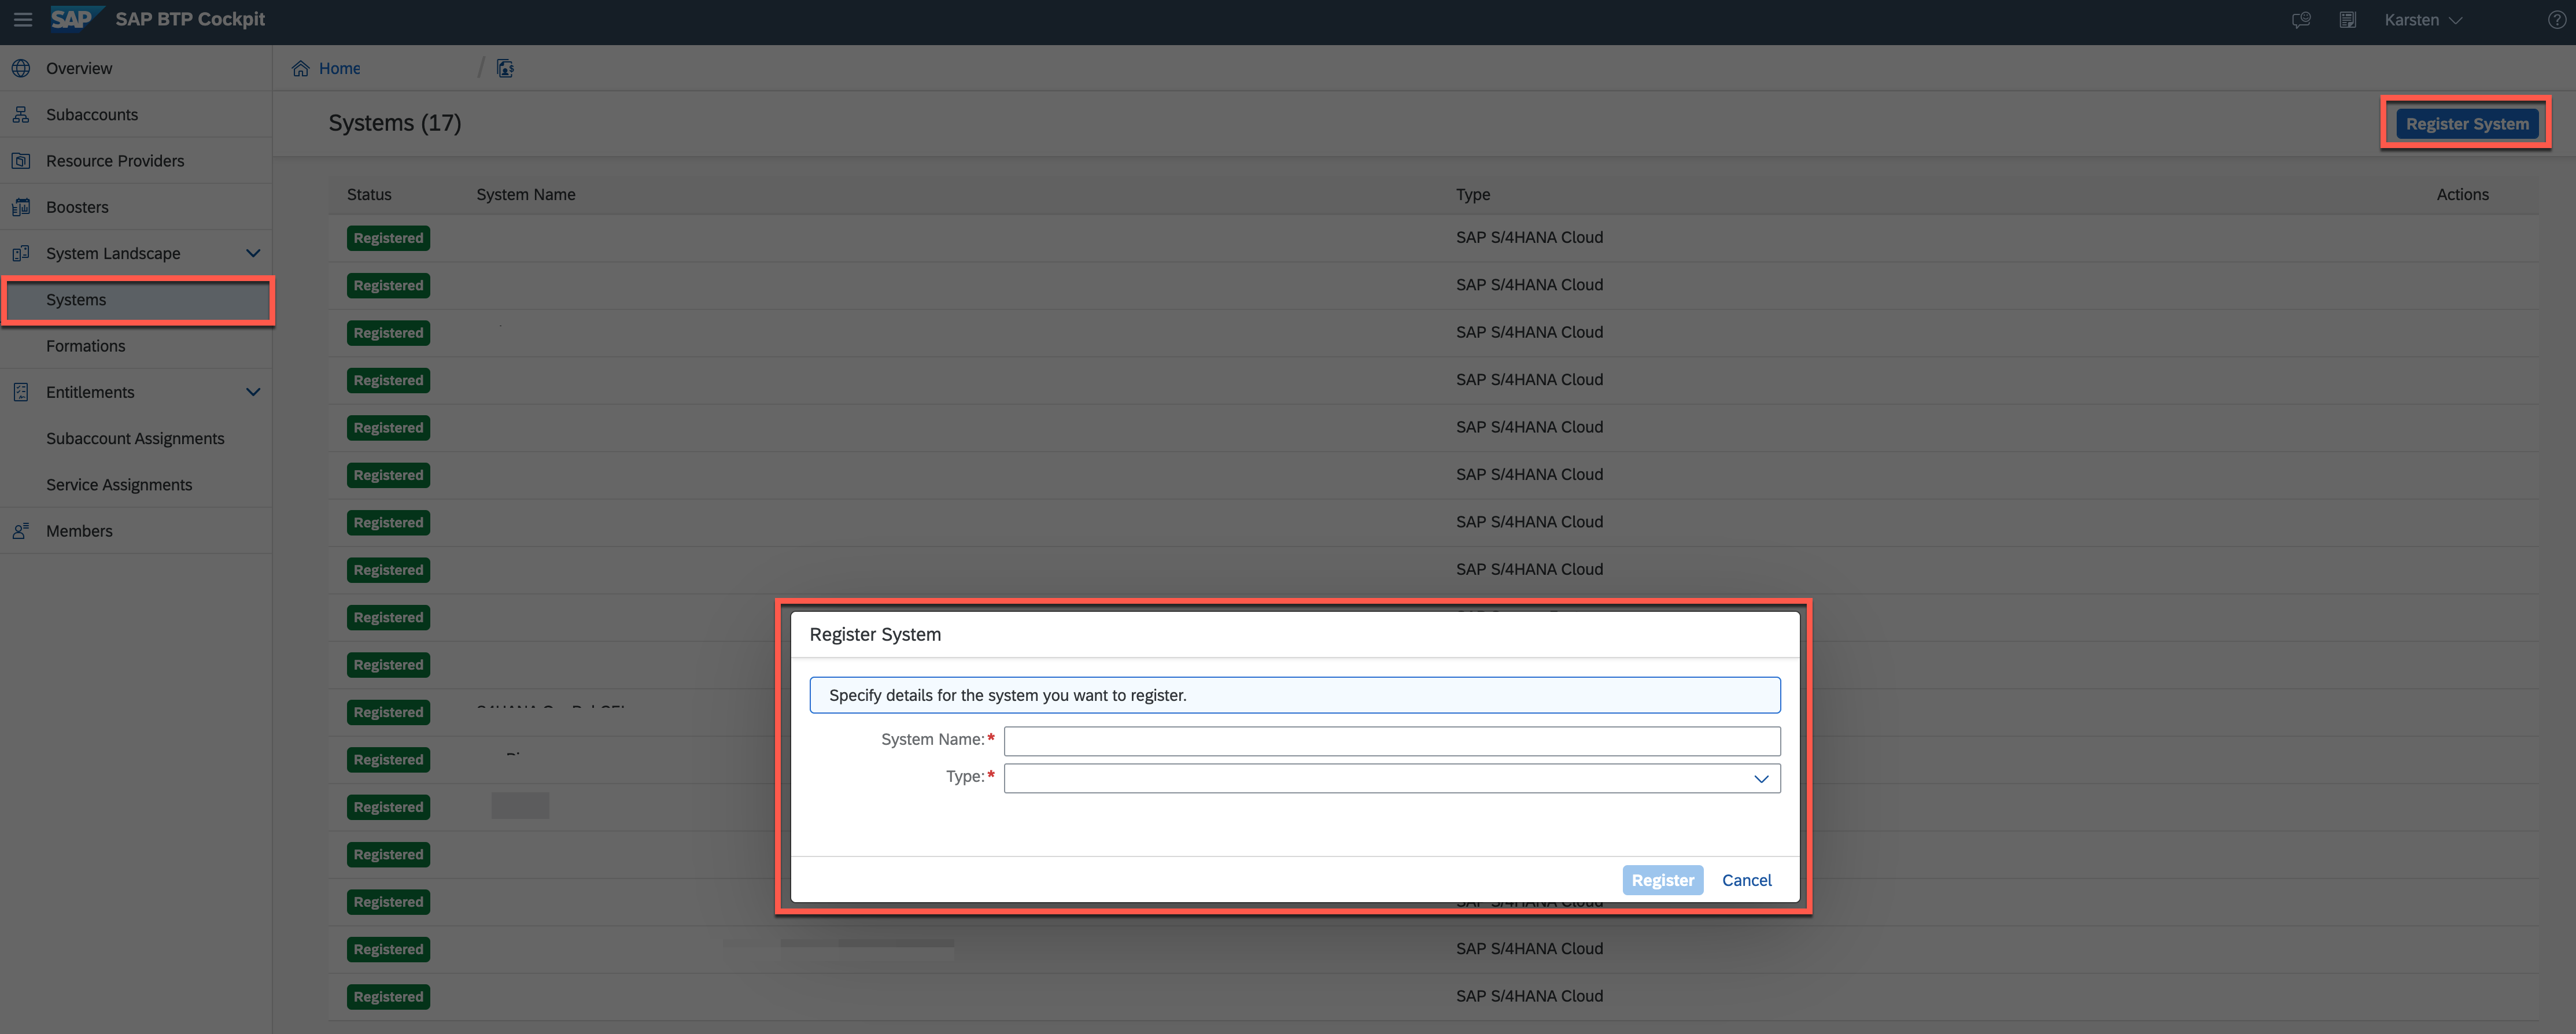 SAP SAP BTP Cockpit
Karsten
Overview
Home /
Subaccounts
Systems (17)
Register System
Resource Providers
Status System Name Type Actions
Boosters
Registered SAP S/4HANA Cloud
System Landscape
Registered SAP S/4HANA Cloud
Systems
Registered SAP S/4HANA Cloud
Formations
Registered SAP S/4HANA Cloud
Entitlements
Registered SAP S/4HANA Cloud
Subaccount Assignments
Registered SAP S/4HANA Cloud
Service Assignments
Registered SAP S/4HANA Cloud
Members
Registered SAP S/4HANA Cloud
Registered
Registered
Registered
Registered
Registered
Registered
Registered SAP S/4HANA Cloud
Registered SAP S/4HANA Cloud
Registered SAP S/4HANA Cloud
Register System
Specify details for the system you want to register.
System Name:*
Type:*
Register Cancel